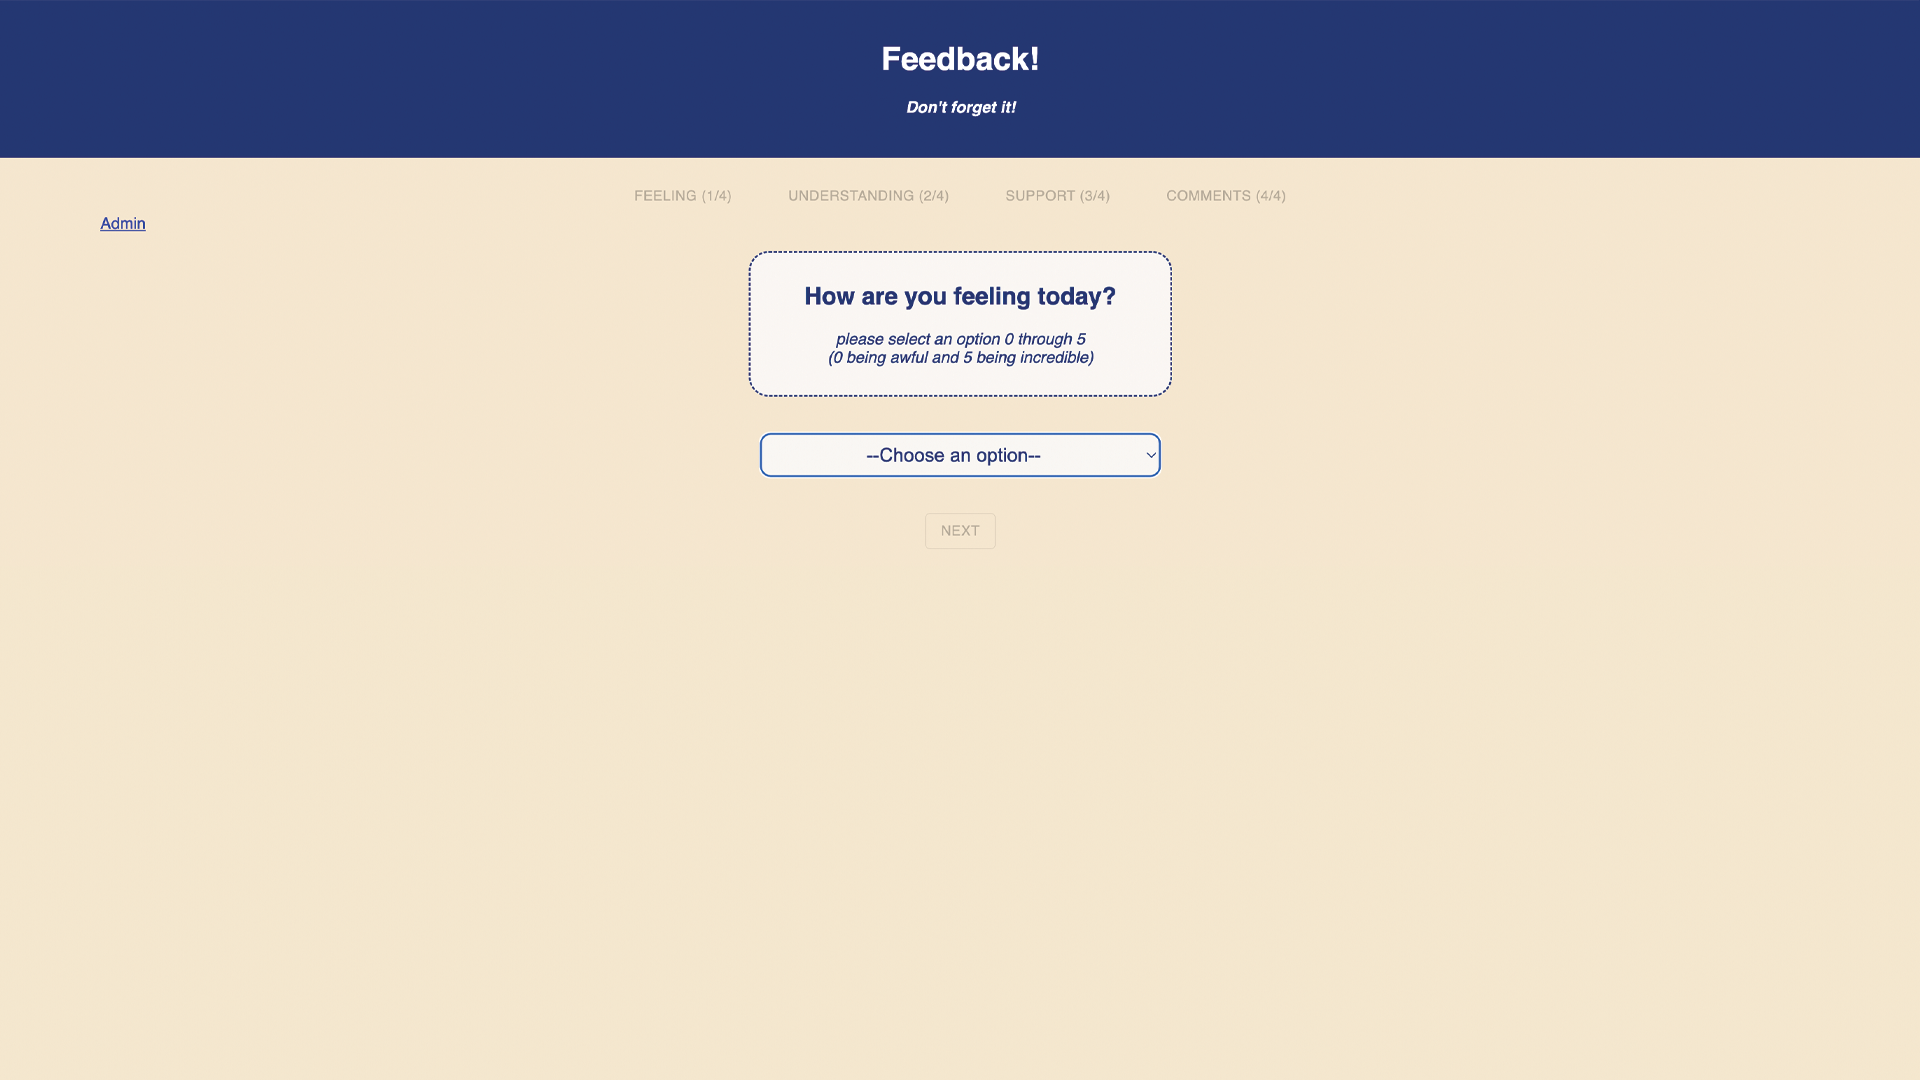 Feedback!
Don't forget it!
FEELING (1/4) UNDERSTANDING (2/4) SUPPORT (3/4) COMMENTS (4/4)
Admin
How are you feeling today?
please select an option 0 through 5
(0 being awful and 5 being incredible)
--Choose an option--
NEXT